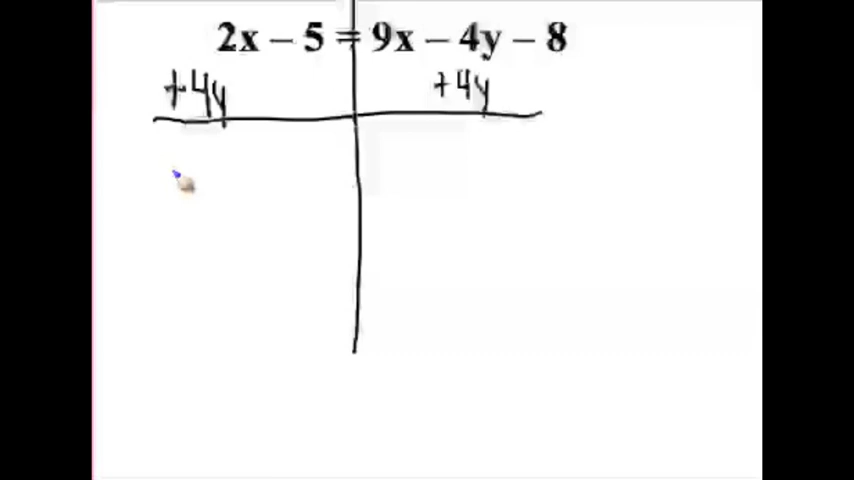 2x – 5 = 9x – 4y – 8
+4y +4y